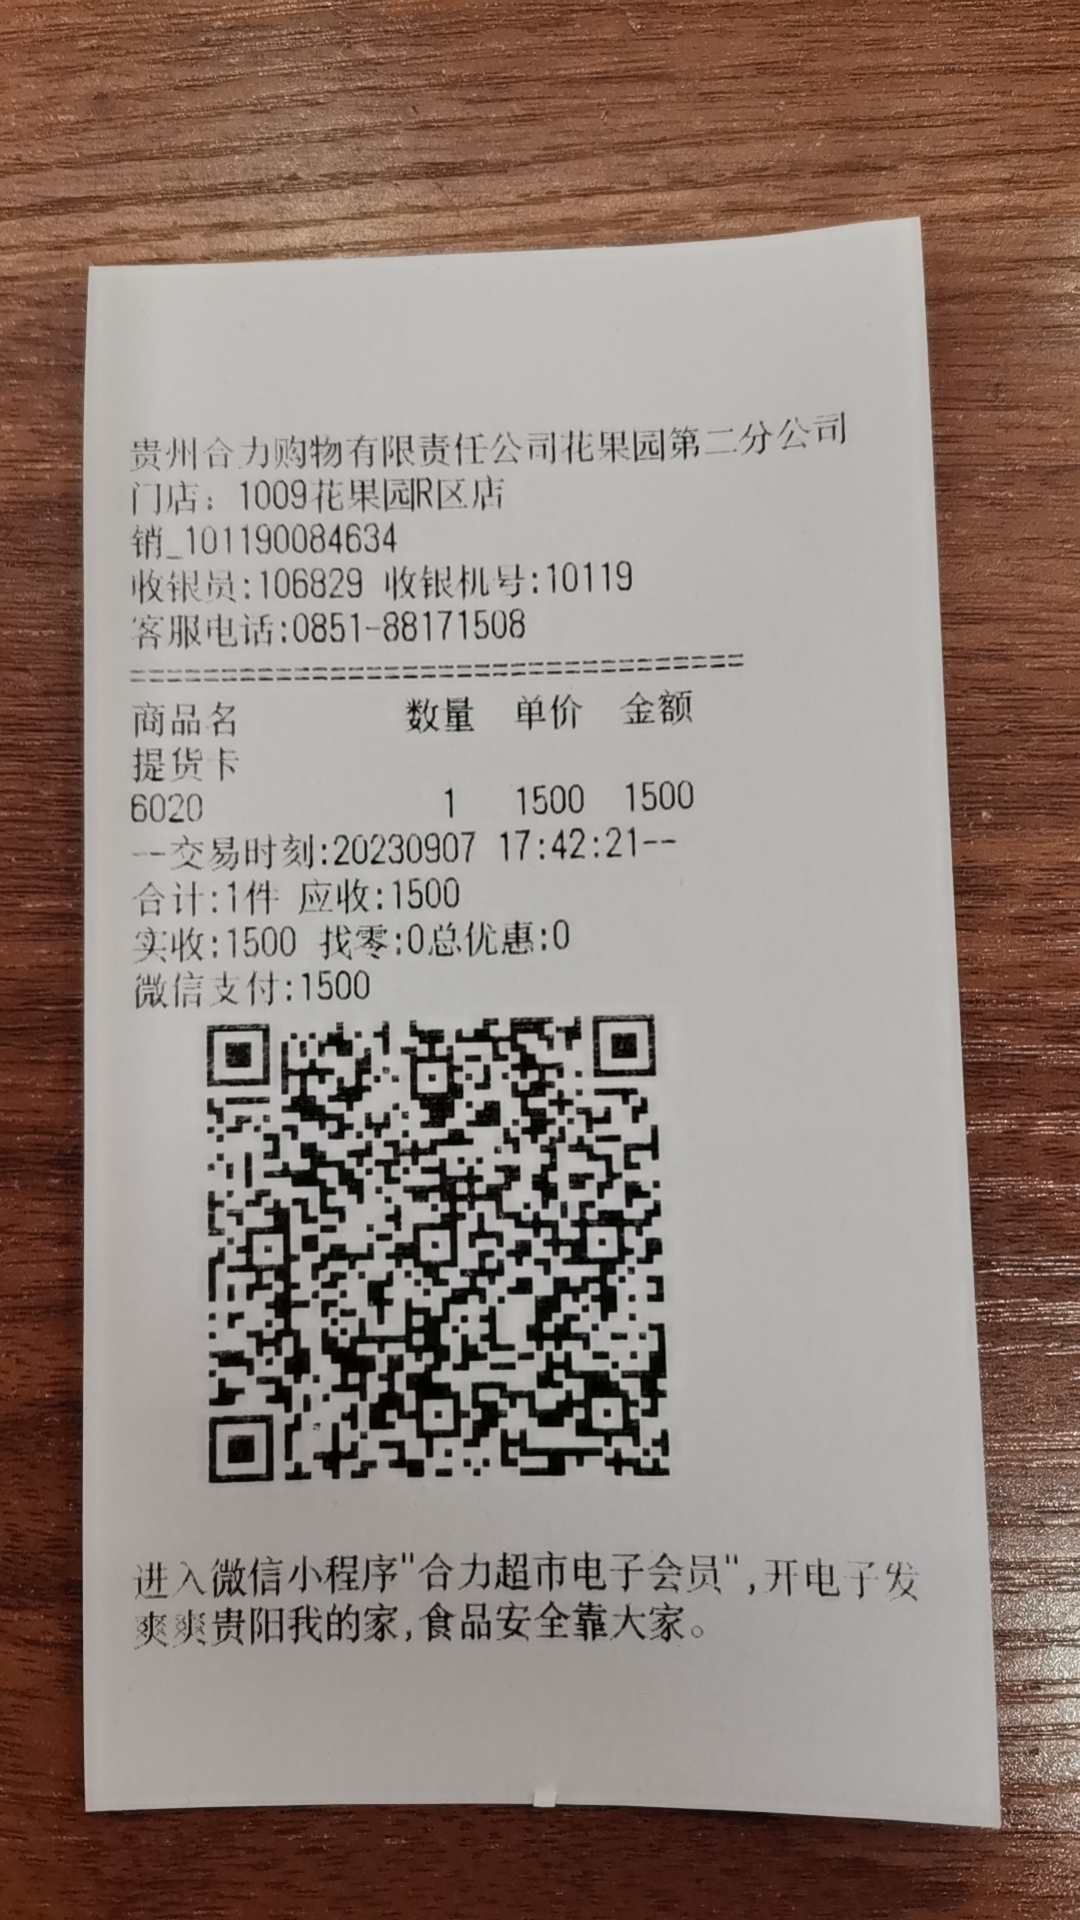 贵州合力购物有限责任公司花果园第二分公司
门店：1009花果园R区店
销_101190084634
收银员:106829 收银机号:10119
客服电话:0851-88171508
==================================
商品名 数量 单价 金额
提货卡
6020 1 1500 1500
--交易时刻:20230907 17:42:21--
合计:1件 应收:1500
实收:1500 找零:0总优惠:0
微信支付:1500
进入微信小程序"合力超市电子会员",开电子发
爽爽贵阳我的家,食品安全靠大家。